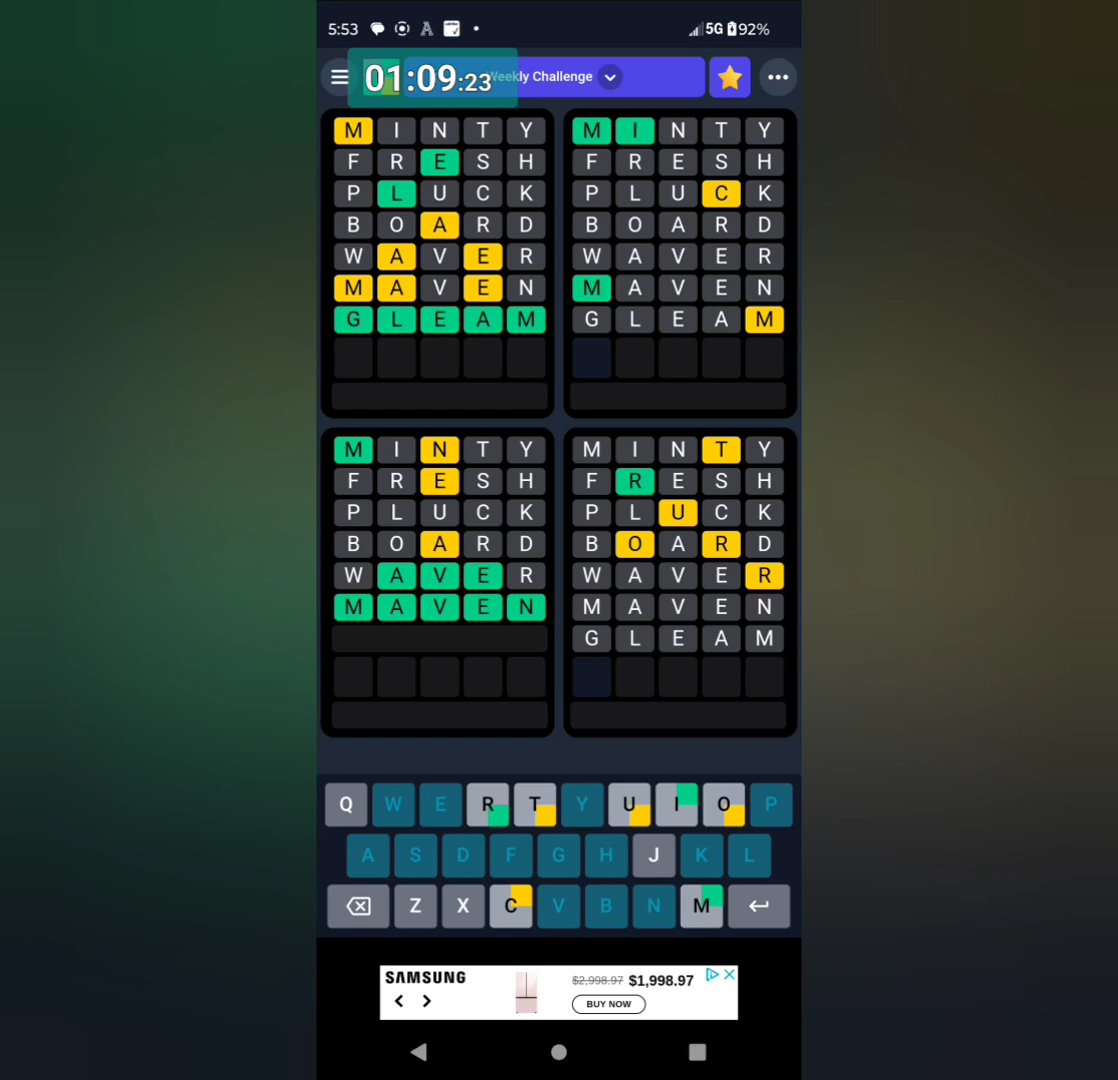 5:53 5G 92%
01:09:23 Weekly Challenge
M I N T Y
F R E S H
P L U C K
B O A R D
W A V E R
M A V E N
G L E A M
M I N T Y
F R E S H
P L U C K
B O A R D
W A V E R
M A V E N
G L E A M
M I N T Y
F R E S H
P L U C K
B O A R D
W A V E R
M A V E N
M I N T Y
F R E S H
P L U C K
B O A R D
W A V E R
M A V E N
G L E A M
Q W E R T Y U I O P
A S D F G H J K L
Z X C V B N M
SAMSUNG
$2,998.97 $1,998.97
BUY NOW